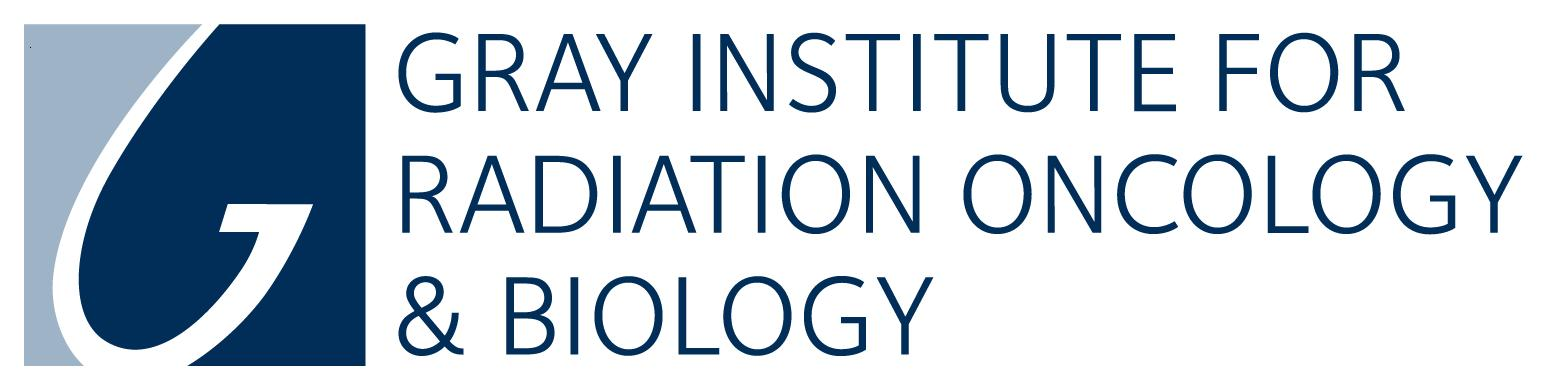 GRAY INSTITUTE FOR
RADIATION ONCOLOGY
& BIOLOGY